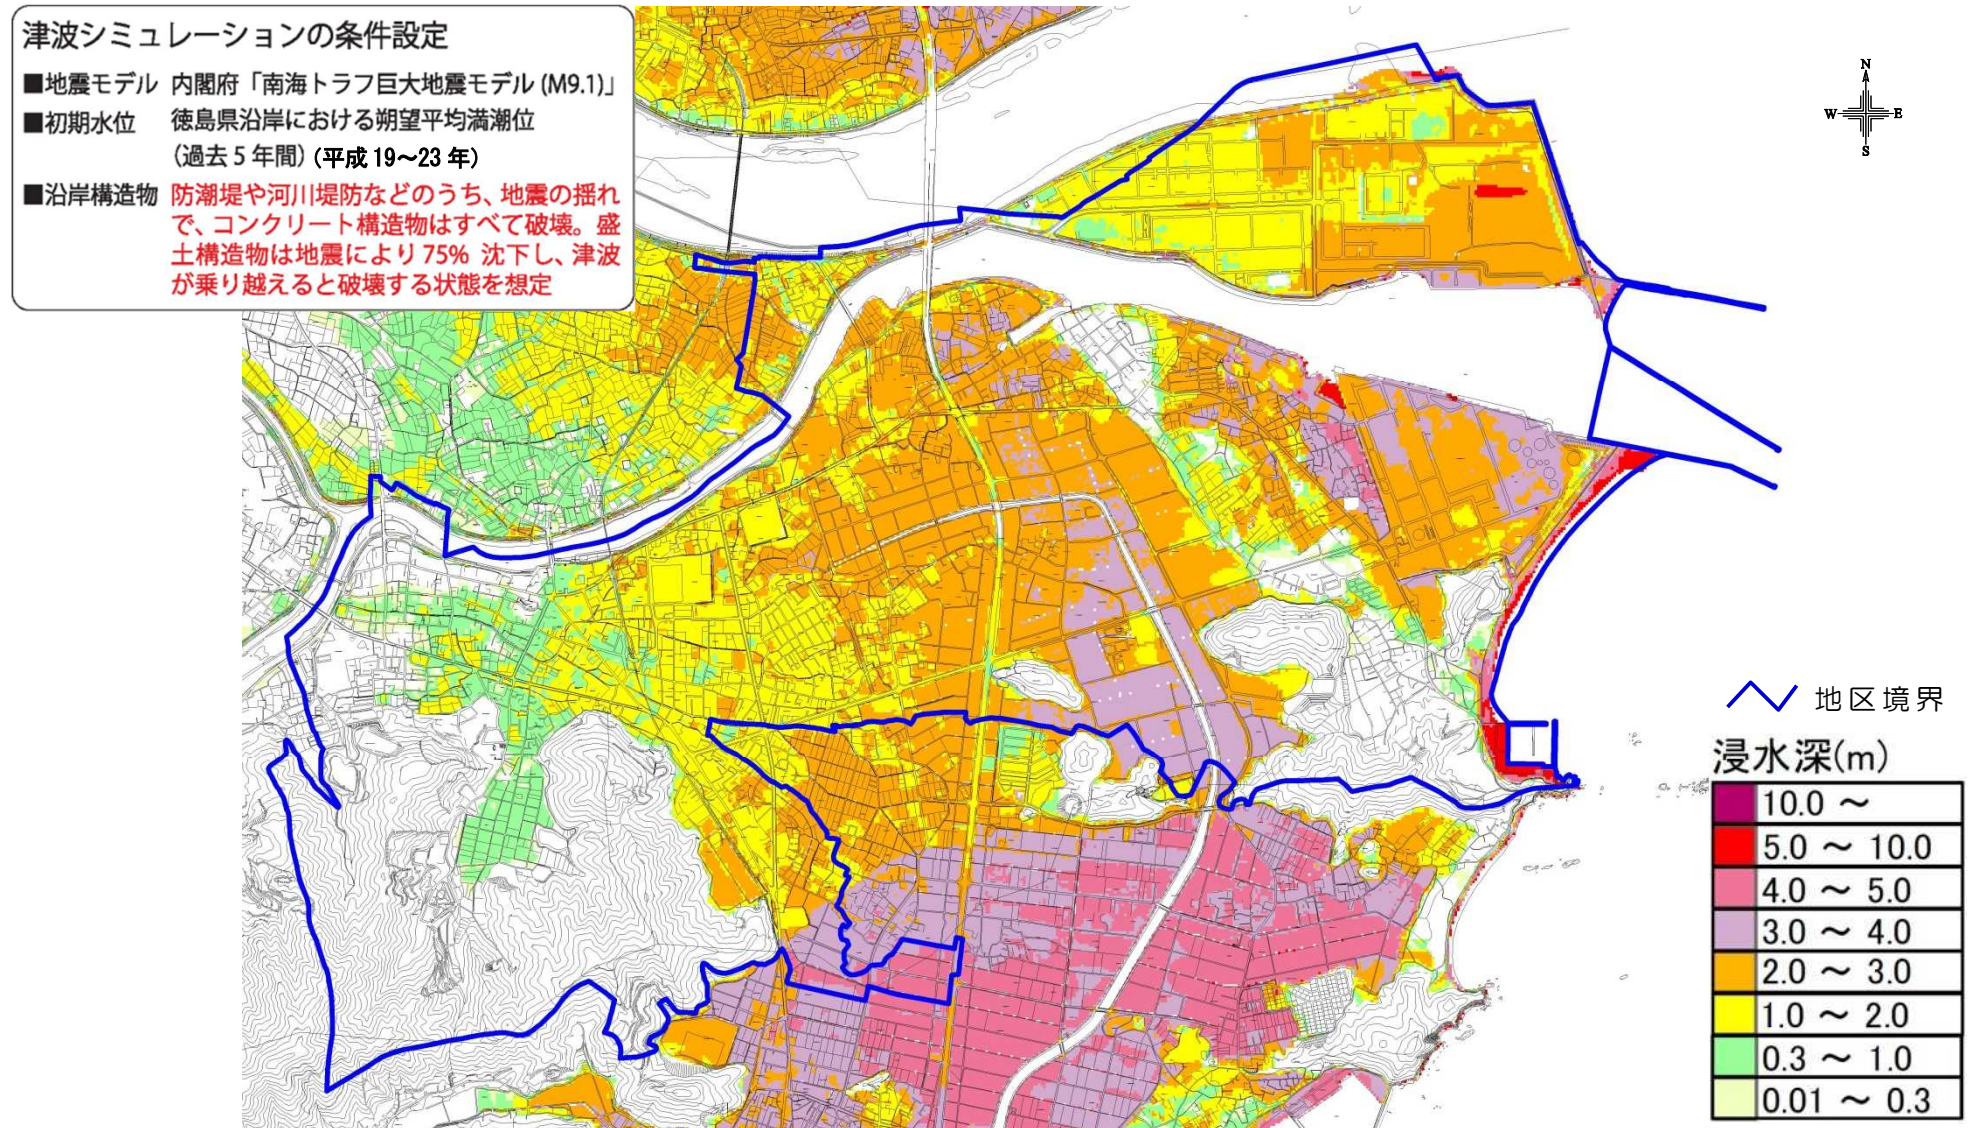 津波シミュレーションの条件設定
■地震モデル 内閣府「南海トラフ巨大地震モデル(M9.1)」
■初期水位 徳島県沿岸における朔望平均満潮位
(過去5年間)(平成19～23年)
■沿岸構造物 防潮堤や河川堤防などのうち、地震の揺れ
で、コンクリート構造物はすべて破壊。盛
土構造物は地震により75% 沈下し、津波
が乗り越えると破壊する状態を想定
N
W E
S
地区境界
浸水深(m)
10.0 ～
5.0 ～ 10.0
4.0 ～ 5.0
3.0 ～ 4.0
2.0 ～ 3.0
1.0 ～ 2.0
0.3 ～ 1.0
0.01 ～ 0.3